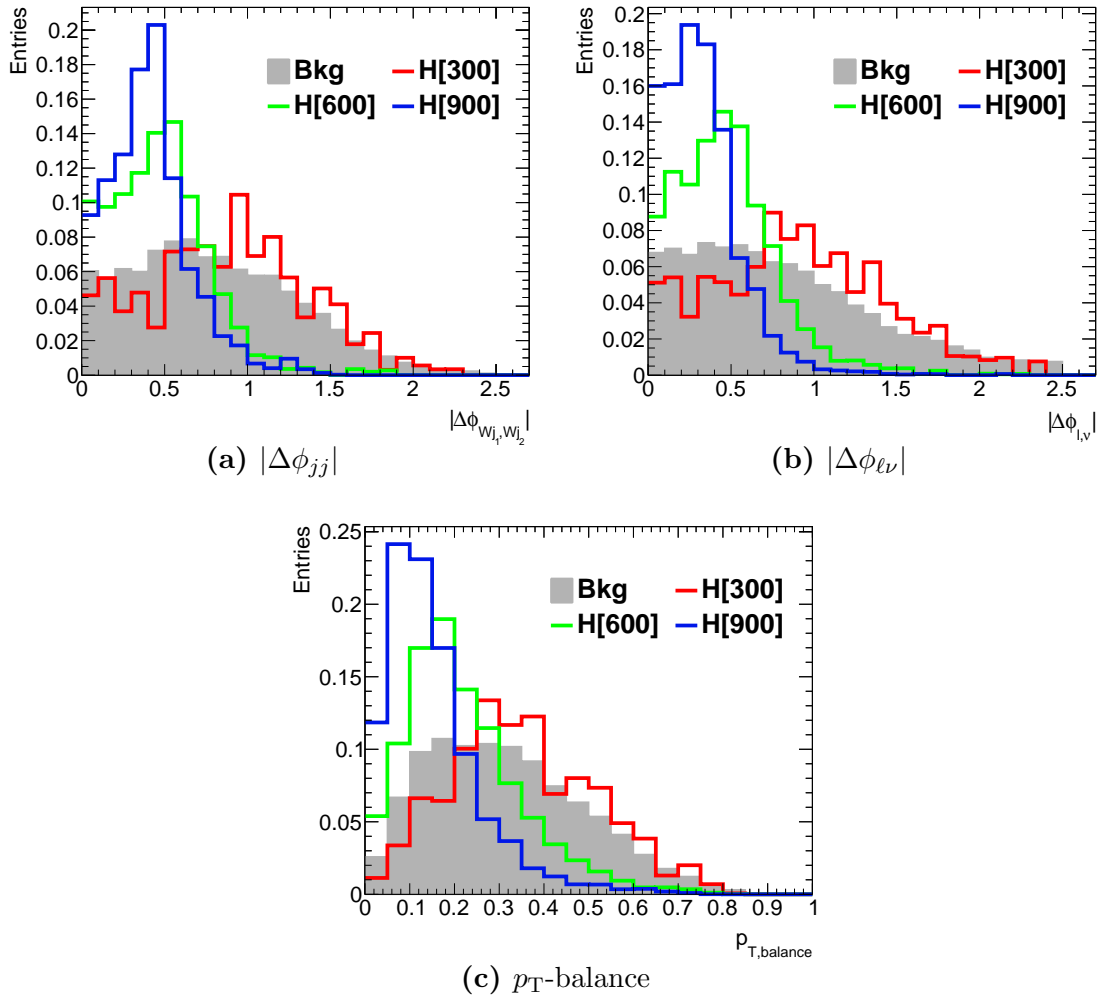 Entries
0.2
0.18
0.16
0.14
0.12
0.1
0.08
0.06
0.04
0.02
0
Bkg H[300]
H[600] H[900]
0 0.5 1 1.5 2 2.5
|Δϕ_{Wj_1,Wj_2}|
(a) |Δϕ_{jj}|
Entries
0.2
0.18
0.16
0.14
0.12
0.1
0.08
0.06
0.04
0.02
0
Bkg H[300]
H[600] H[900]
0 0.5 1 1.5 2 2.5
|Δϕ_{l,ν}|
(b) |Δϕ_{ℓν}|
Entries
0.25
0.2
0.15
0.1
0.05
0
Bkg H[300]
H[600] H[900]
0 0.1 0.2 0.3 0.4 0.5 0.6 0.7 0.8 0.9 1
p_{T,balance}
(c) p_T-balance